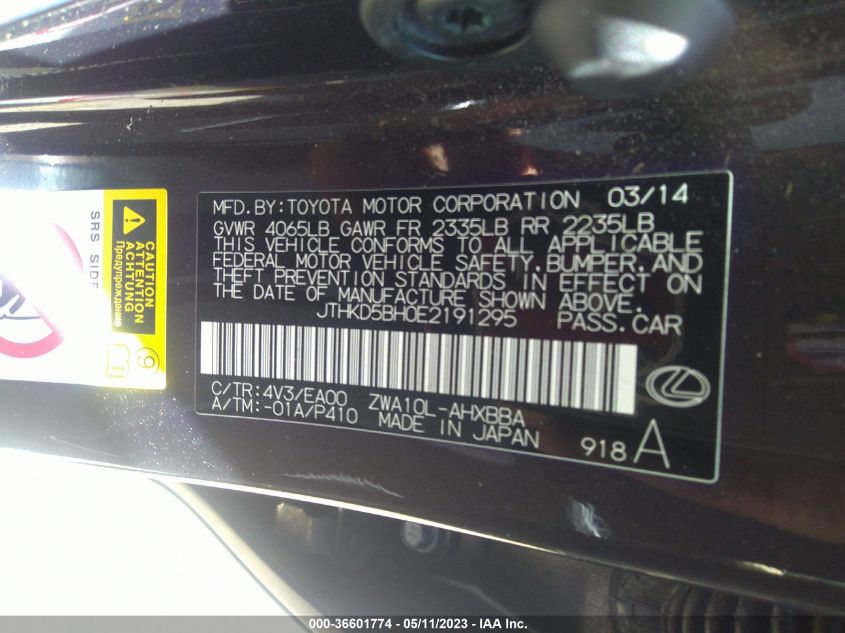 MFD.BY:TOYOTA MOTOR CORPORATION 03/14
GVWR 4065LB GAWR FR 2335LB RR 2235LB
THIS VEHICLE CONFORMS TO ALL APPLICABLE
FEDERAL MOTOR VEHICLE SAFETY,BUMPER,AND
THEFT PREVENTION STANDARDS IN EFFECT ON
THE DATE OF MANUFACTURE SHOWN ABOVE.
JTHKD5BH0E2191295 PASS.CAR
C/TR:4V3/EA00 ZWA10L-AHXBBA
A/TM:-01A/P410 MADE IN JAPAN
918A
SRS SIDE
CAUTION
ATTENTION
ACHTUNG
Предупреждение
000-36601774 - 05/11/2023 - IAA Inc.